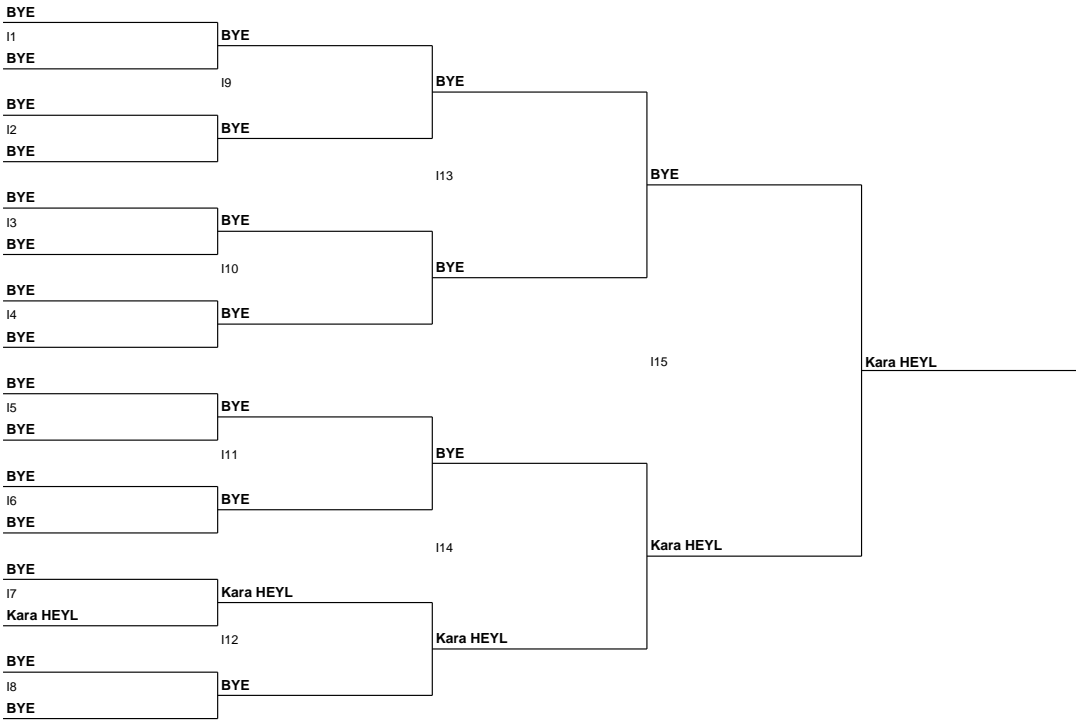 BYE
I1
BYE
BYE
I9
BYE
BYE
I2
BYE
BYE
I13
BYE
BYE
I3
BYE
BYE
I10
BYE
BYE
I4
BYE
BYE
I15
Kara HEYL
BYE
I5
BYE
BYE
I11
BYE
BYE
I6
BYE
BYE
I14
Kara HEYL
BYE
I7
Kara HEYL
Kara HEYL
I12
Kara HEYL
BYE
I8
BYE
BYE